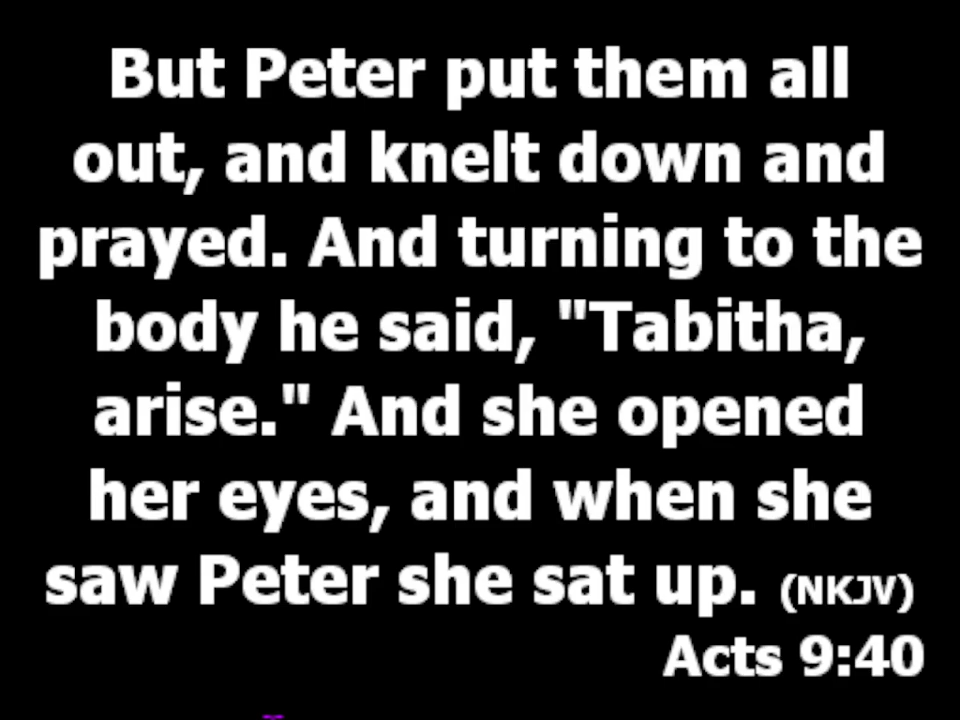 But Peter put them all
out, and knelt down and
prayed. And turning to the
body he said, "Tabitha,
arise." And she opened
her eyes, and when she
saw Peter she sat up. (NKJV)
Acts 9:40